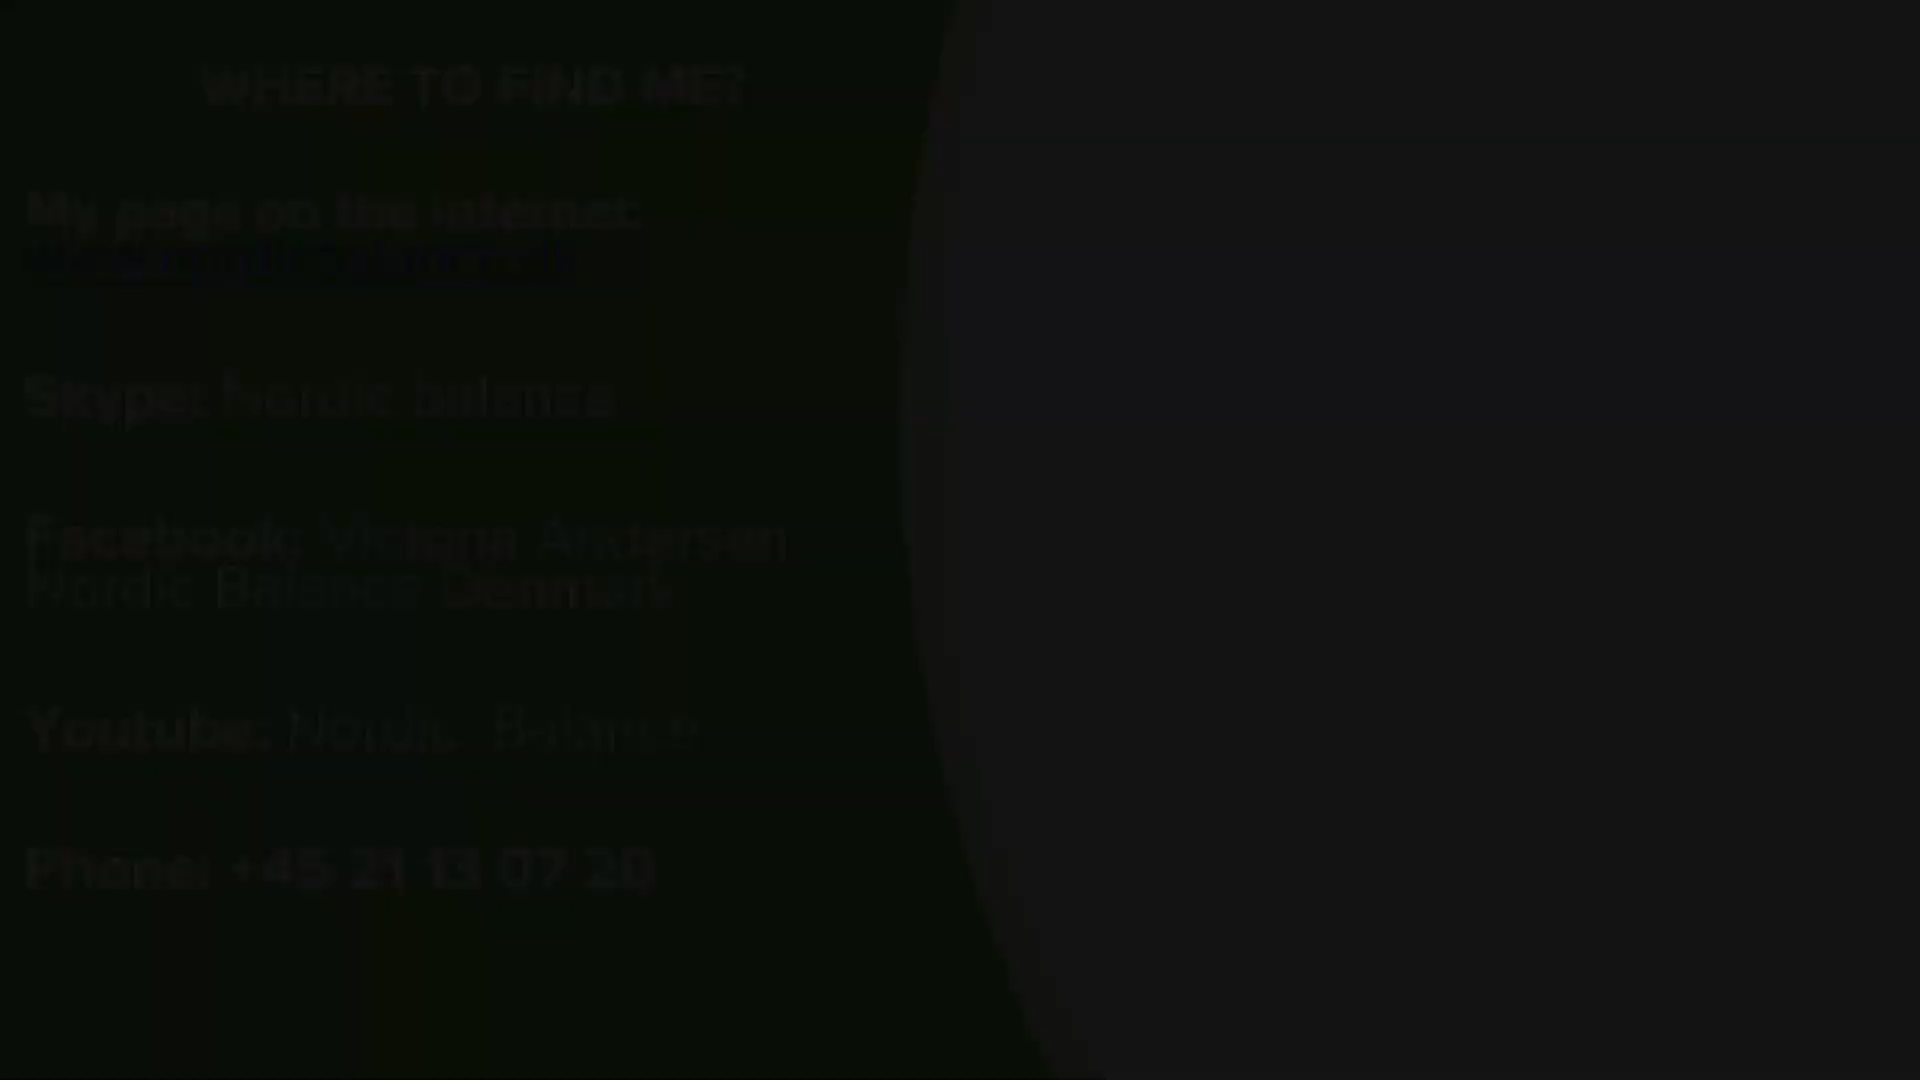 WHERE TO FIND ME?
My page on the internet:
Skype: Nordic balance
Facebook: Andersen
Nordic Balance Denmark
Youtube: Nordic Balance
Phone: +45 21 13 07 20